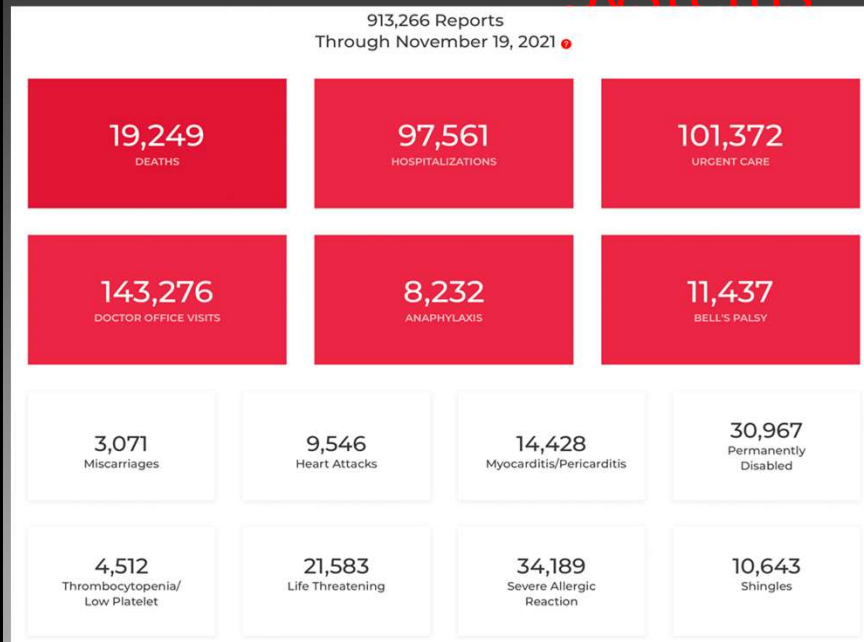 913,266 Reports
Through November 19, 2021 ?
19,249
DEATHS
97,561
HOSPITALIZATIONS
101,372
URGENT CARE
143,276
DOCTOR OFFICE VISITS
8,232
ANAPHYLAXIS
11,437
BELL'S PALSY
3,071
Miscarriages
9,546
Heart Attacks
14,428
Myocarditis/Pericarditis
30,967
Permanently
Disabled
4,512
Thrombocytopenia/
Low Platelet
21,583
Life Threatening
34,189
Severe Allergic
Reaction
10,643
Shingles